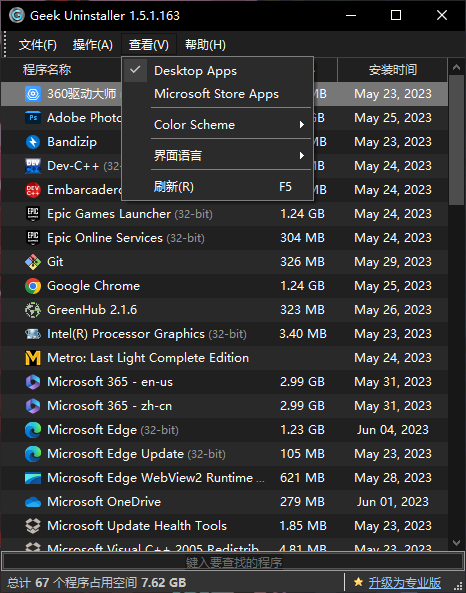 Geek Uninstaller 1.5.1.163
文件(F) 操作(A) 查看(V) 帮助(H)
程序名称 安装时间
Desktop Apps
Microsoft Store Apps
Color Scheme
界面语言
刷新(R) F5
360驱动大师 MB May 23, 2023
Adobe Photo GB May 25, 2023
Bandizip MB May 23, 2023
Dev-C++ (32- MB May 23, 2023
Embarcadero MB May 23, 2023
Epic Games Launcher (32-bit) 1.24 GB May 24, 2023
Epic Online Services (32-bit) 304 MB May 24, 2023
Git 326 MB May 29, 2023
Google Chrome 1.24 GB May 25, 2023
GreenHub 2.1.6 323 MB May 26, 2023
Intel(R) Processor Graphics (32-bit) 3.40 MB May 23, 2023
Metro: Last Light Complete Edition May 24, 2023
Microsoft 365 - en-us 2.99 GB May 31, 2023
Microsoft 365 - zh-cn 2.99 GB May 31, 2023
Microsoft Edge (32-bit) 1.23 GB Jun 04, 2023
Microsoft Edge Update (32-bit) 105 MB May 23, 2023
Microsoft Edge WebView2 Runtime ... 621 MB May 28, 2023
Microsoft OneDrive 279 MB Jun 01, 2023
Microsoft Update Health Tools 1.85 MB May 23, 2023
Microsoft Visual C++ 2005 Redistrib 4.81 MB May 23, 2023
键入要查找的程序
总计 67 个程序占用空间 7.62 GB 升级为专业版